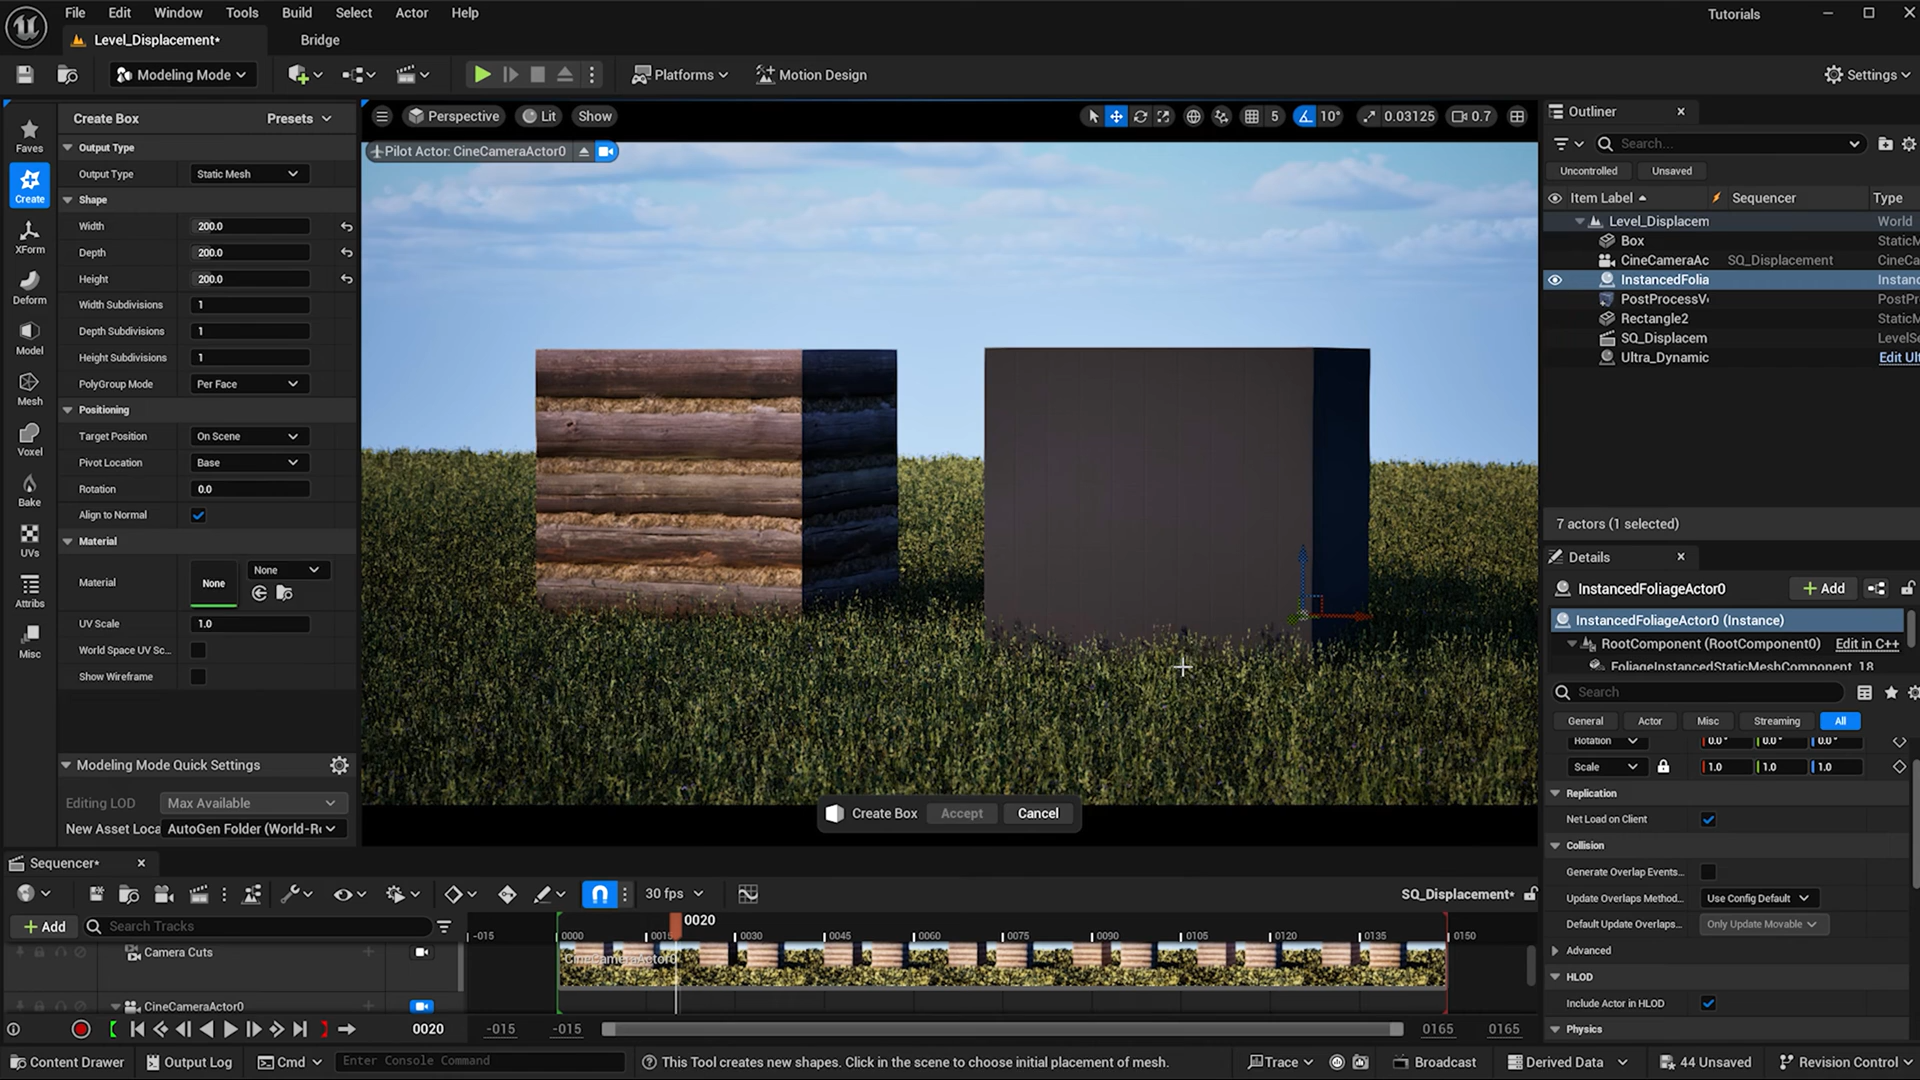 File Edit Window Tools Build Select Actor Help
Tutorials
Level_Displacement*
Bridge
Modeling Mode
Platforms
Motion Design
Settings
Create Box
Presets
Output Type
Output Type
Static Mesh
Shape
Width
200.0
Depth
200.0
Height
200.0
Width Subdivisions
1
Depth Subdivisions
1
Height Subdivisions
1
PolyGroup Mode
Per Face
Positioning
Target Position
On Scene
Pivot Location
Base
Rotation
0.0
Align to Normal
Material
Material
None
None
UV Scale
1.0
World Space UV Sc...
Show Wireframe
Modeling Mode Quick Settings
Editing LOD
Max Available
New Asset Loca
AutoGen Folder (World-Re
Faves
Create
XForm
Deform
Model
Mesh
Voxel
Bake
UVs
Attribs
Misc
Perspective
Lit
Show
5
10°
0.03125
0.7
Pilot Actor: CineCameraActor0
Create Box
Accept
Cancel
Outliner
Search...
Uncontrolled
Unsaved
Item Label
Sequencer
Type
Level_Displacem
World
Box
StaticM
CineCameraAc
SQ_Displacement
CineCa
InstancedFolia
Instanc
PostProcessV
PostPr
Rectangle2
StaticM
SQ_Displacem
LevelSe
Ultra_Dynamic
Edit Ult
7 actors (1 selected)
Details
InstancedFoliageActor0
Add
InstancedFoliageActor0 (Instance)
RootComponent (RootComponent0)
Edit in C++
FoliageInstancedStaticMeshComponent_18
Search
General
Actor
Misc
Streaming
All
Rotation
0.0°
0.0°
0.0°
Scale
1.0
1.0
1.0
Replication
Net Load on Client
Collision
Generate Overlap Events...
Update Overlaps Method...
Use Config Default
Default Update Overlaps...
Only Update Movable
Advanced
HLOD
Include Actor in HLOD
Physics
Sequencer*
30 fps
SQ_Displacement*
Add
Search Tracks
-015
0000
0015
0020
0030
0045
0060
0075
0090
0105
0120
0135
0150
Camera Cuts
CineCameraActor0
CineCameraActor0
0020
-015
-015
0165
0165
Content Drawer
Output Log
Cmd
Enter Console Command
This Tool creates new shapes. Click in the scene to choose initial placement of mesh.
Trace
Broadcast
Derived Data
44 Unsaved
Revision Control